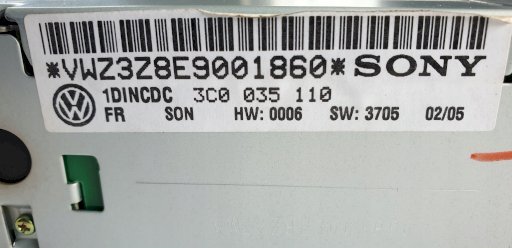 *VWZ3Z8E9001860* SONY
1DINCDC 3C0 035 110
FR SON HW: 0006 SW: 3705 02/05